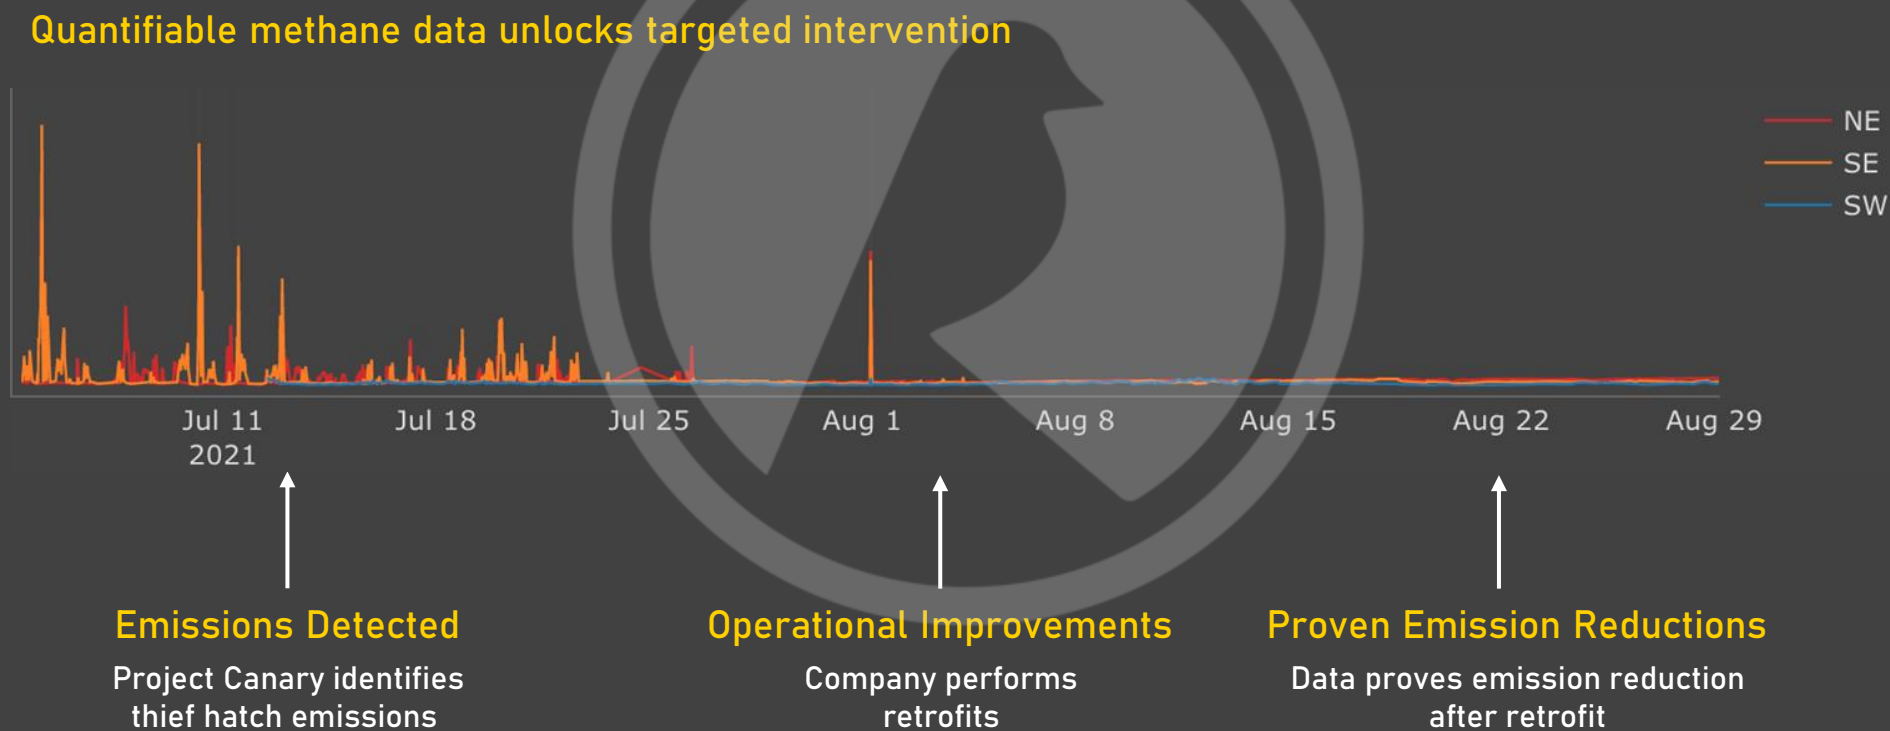 Quantifiable methane data unlocks targeted intervention
NE
SE
SW
Jul 11
2021
Jul 18
Jul 25
Aug 1
Aug 8
Aug 15
Aug 22
Aug 29
Emissions Detected
Project Canary identifies
thief hatch emissions
Operational Improvements
Company performs
retrofits
Proven Emission Reductions
Data proves emission reduction
after retrofit